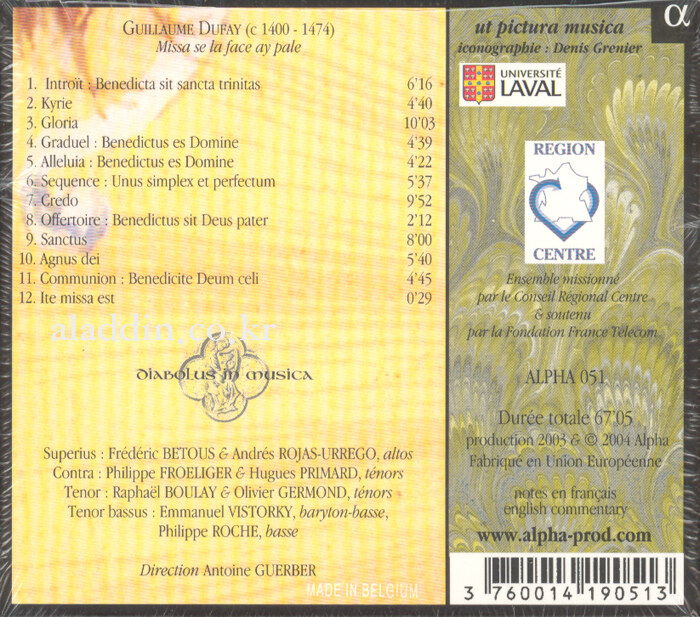 GUILLAUME DUFAY (c 1400 - 1474)
Missa se la face ay pale
1. Introït : Benedicta sit sancta trinitas 6'16
2. Kyrie 4'40
3. Gloria 10'03
4. Graduel : Benedictus es Domine 4'39
5. Alleluia : Benedictus es Domine 4'22
6. Sequence : Unus simplex et perfectum 5'37
7. Credo 9'52
8. Offertoire : Benedictus sit Deus pater 2'12
9. Sanctus 8'00
10. Agnus dei 5'40
11. Communion : Benedicite Deum celi 4'45
12. Ite missa est 0'29
aladdin.co.kr
DIABOLUS IN MUSICA
Superius : Frédéric BETOUS & Andrés ROJAS-URREGO, altos
Contra : Philippe FROELIGER & Hugues PRIMARD, ténors
Tenor : Raphaël BOULAY & Olivier GERMOND, ténors
Tenor bassus : Emmanuel VISTORKY, baryton-basse,
Philippe ROCHE, basse
Direction Antoine GUERBER
MADE IN BELGIUM
α
ut pictura musica
iconographie : Denis Grenier
UNIVERSITÉ
LAVAL
REGION
CENTRE
Ensemble missionné
par le Conseil Régional Centre
& soutenu
par la Fondation France Télecom
ALPHA 051
Durée totale 67'05
production 2003 & © 2004 Alpha
Fabriqué en Union Européenne
notes en français
english commentary
www.alpha-prod.com
3 760014 190513